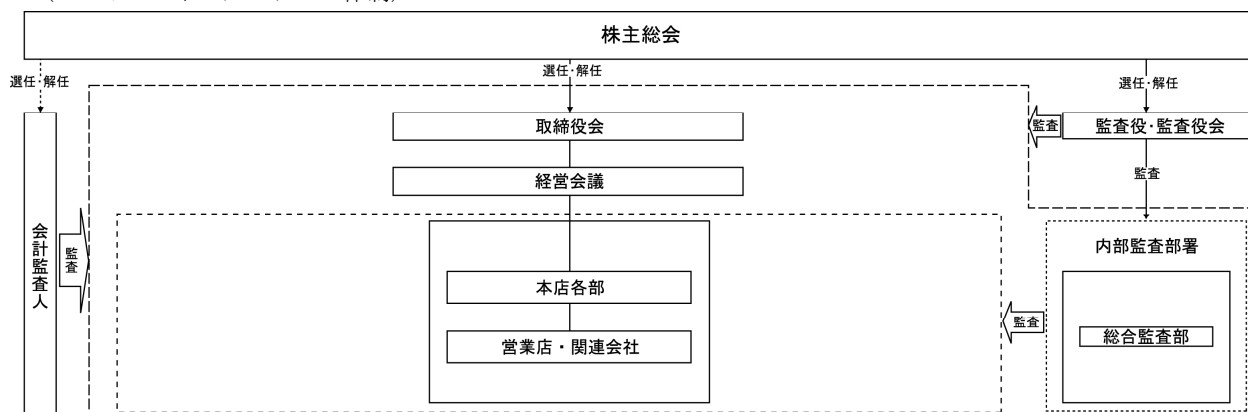 株主総会
選任・解任
選任・解任
選任・解任
取締役会
監査
監査役・監査役会
経営会議
監査
会計監査人
監査
内部監査部署
本店各部
監査
総合監査部
営業店・関連会社